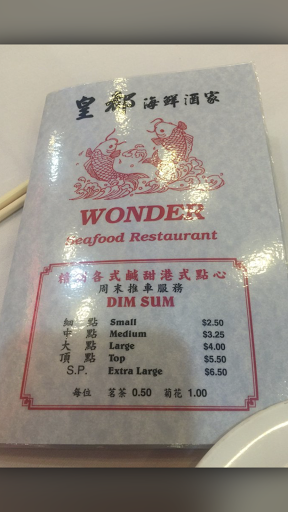 皇 海鮮酒家
WONDER
Seafood Restaurant
各式鹹甜港式點心
周末推車服務
DIM SUM
細 點 Small $2.50
中 點 Medium $3.25
大 點 Large $4.00
頂 點 Top $5.50
S.P. Extra Large $6.50
每位 茗茶 0.50 菊花 1.00